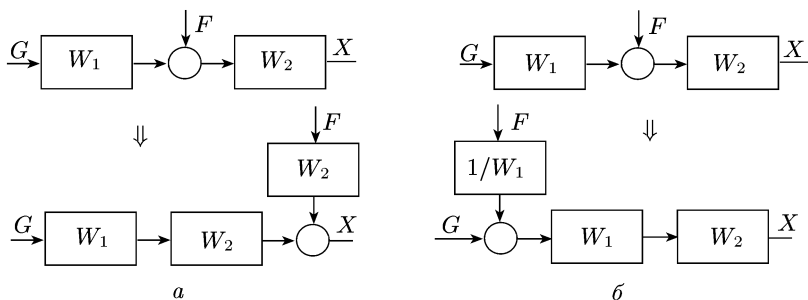 F F
G W₁ W₂ X G W₁ W₂ X
⇓ F F ⇓
W₂ 1/W₁
G W₁ W₂ X G W₁ W₂ X
а б